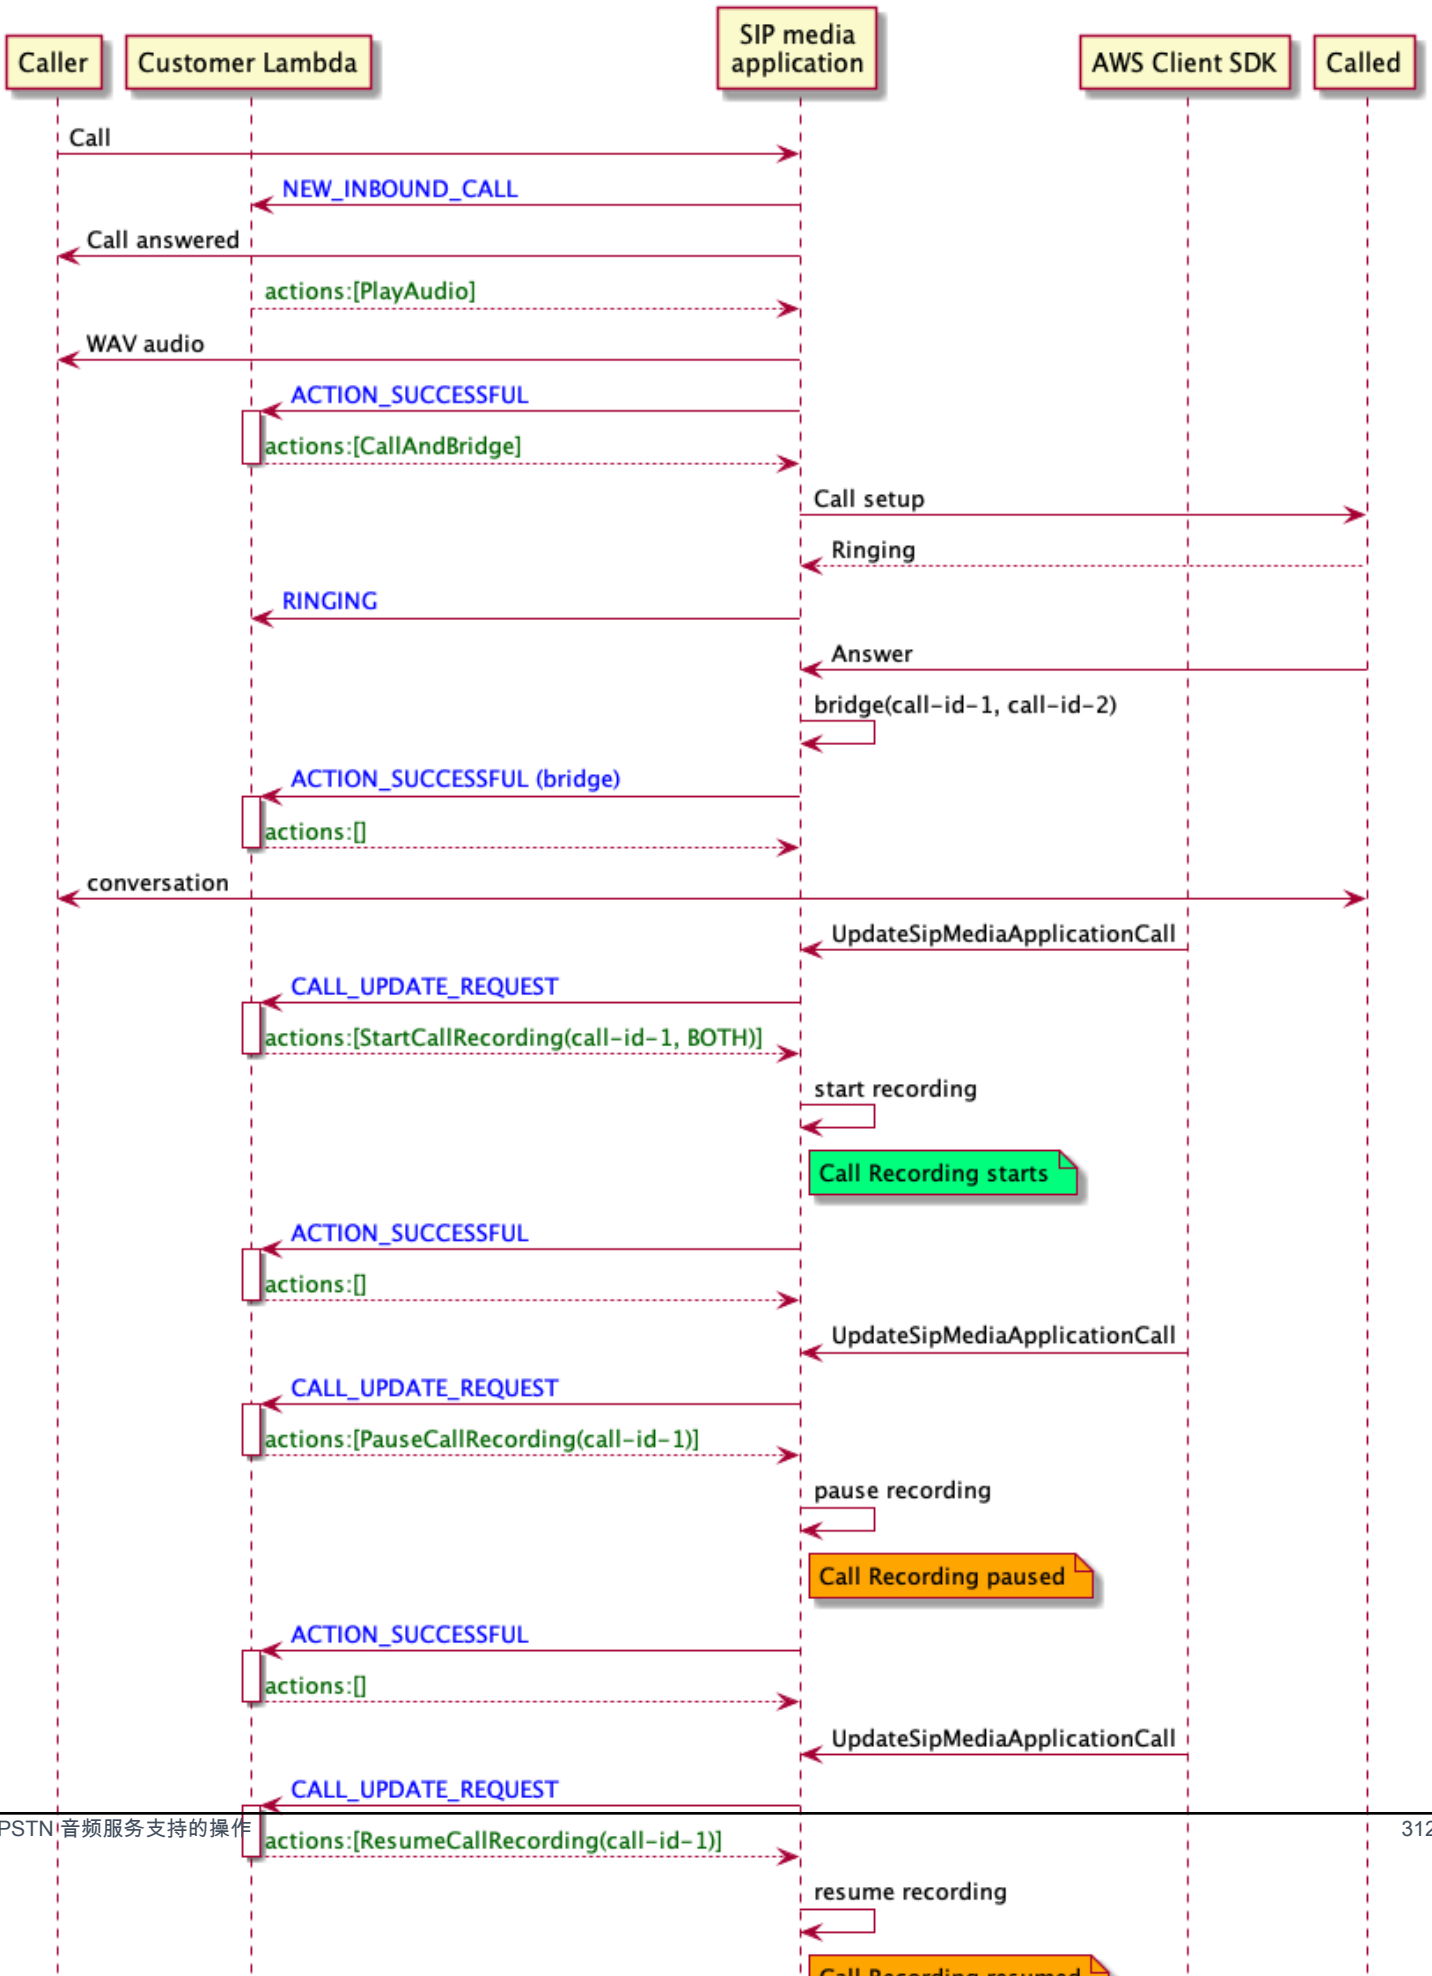 Caller
Customer Lambda
SIP media
application
AWS Client SDK
Called
Call
NEW_INBOUND_CALL
Call answered
actions:[PlayAudio]
WAV audio
ACTION_SUCCESSFUL
actions:[CallAndBridge]
Call setup
Ringing
RINGING
Answer
bridge(call-id-1, call-id-2)
ACTION_SUCCESSFUL (bridge)
actions:[]
conversation
UpdateSipMediaApplicationCall
CALL_UPDATE_REQUEST
actions:[StartCallRecording(call-id-1, BOTH)]
start recording
Call Recording starts
ACTION_SUCCESSFUL
actions:[]
UpdateSipMediaApplicationCall
CALL_UPDATE_REQUEST
actions:[PauseCallRecording(call-id-1)]
pause recording
Call Recording paused
ACTION_SUCCESSFUL
actions:[]
UpdateSipMediaApplicationCall
CALL_UPDATE_REQUEST
PSTN 音频服务支持的操作
312
actions:[ResumeCallRecording(call-id-1)]
resume recording
Call Recording resumed